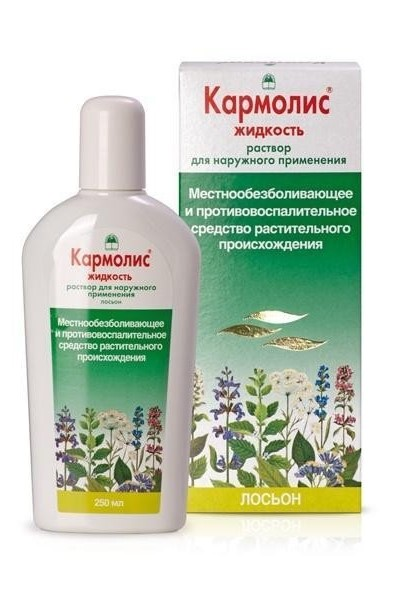 Кармолис®
жидкость
раствор
для наружного применения
Местнообезболивающее
и противовоспалительное
средство растительного
происхождения
ЛОСЬОН
Кармолис®
жидкость
раствор для наружного
применения
лосьон
Местнообезболивающее
и противовоспалительное
средство растительного
происхождения
250 мл